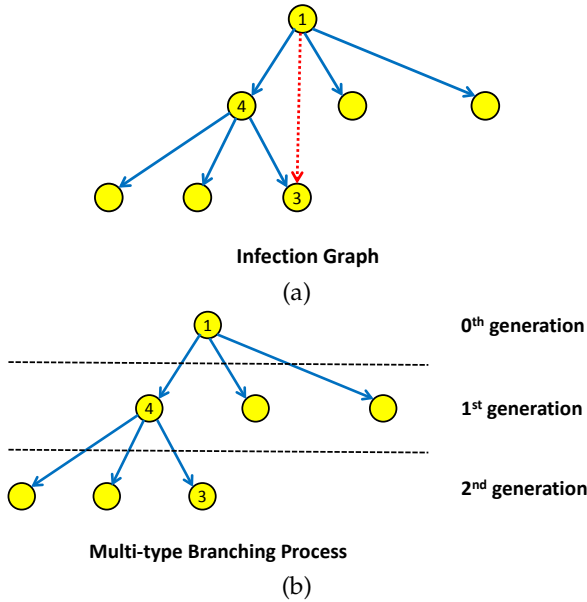 1
4
3
Infection Graph
(a)
1
0th generation
4
1st generation
3
2nd generation
Multi-type Branching Process
(b)